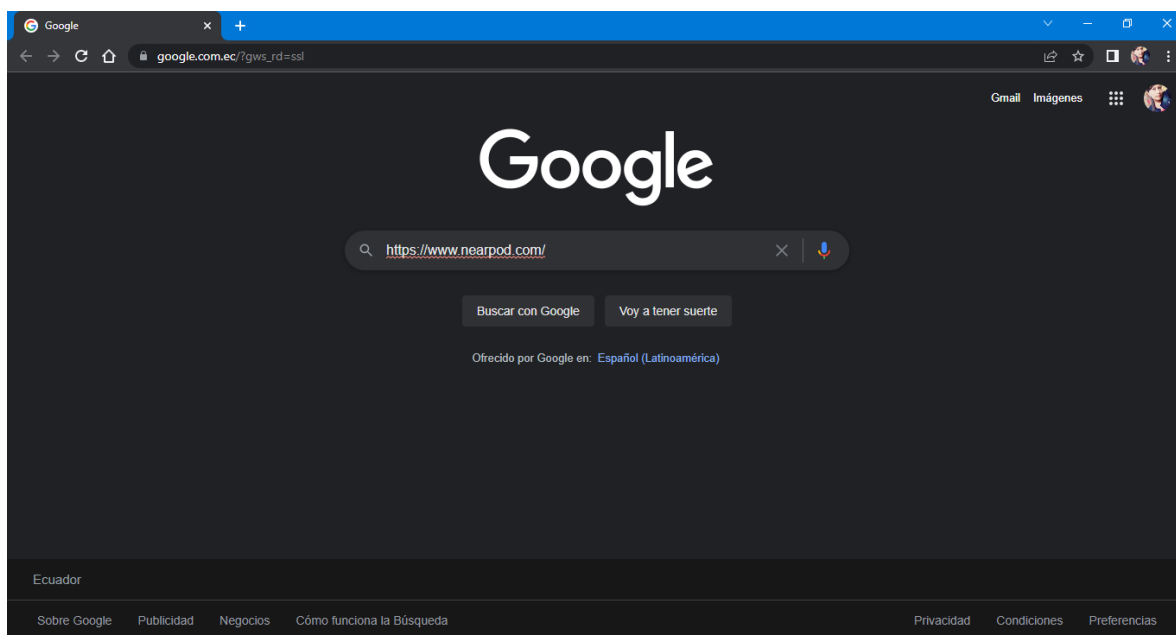 Google
google.com.ec/?gws_rd=ssl
Gmail Imágenes
Google
https://www.nearpod.com/
Buscar con Google Voy a tener suerte
Ofrecido por Google en: Español (Latinoamérica)
Ecuador
Sobre Google Publicidad Negocios Cómo funciona la Búsqueda Privacidad Condiciones Preferencias